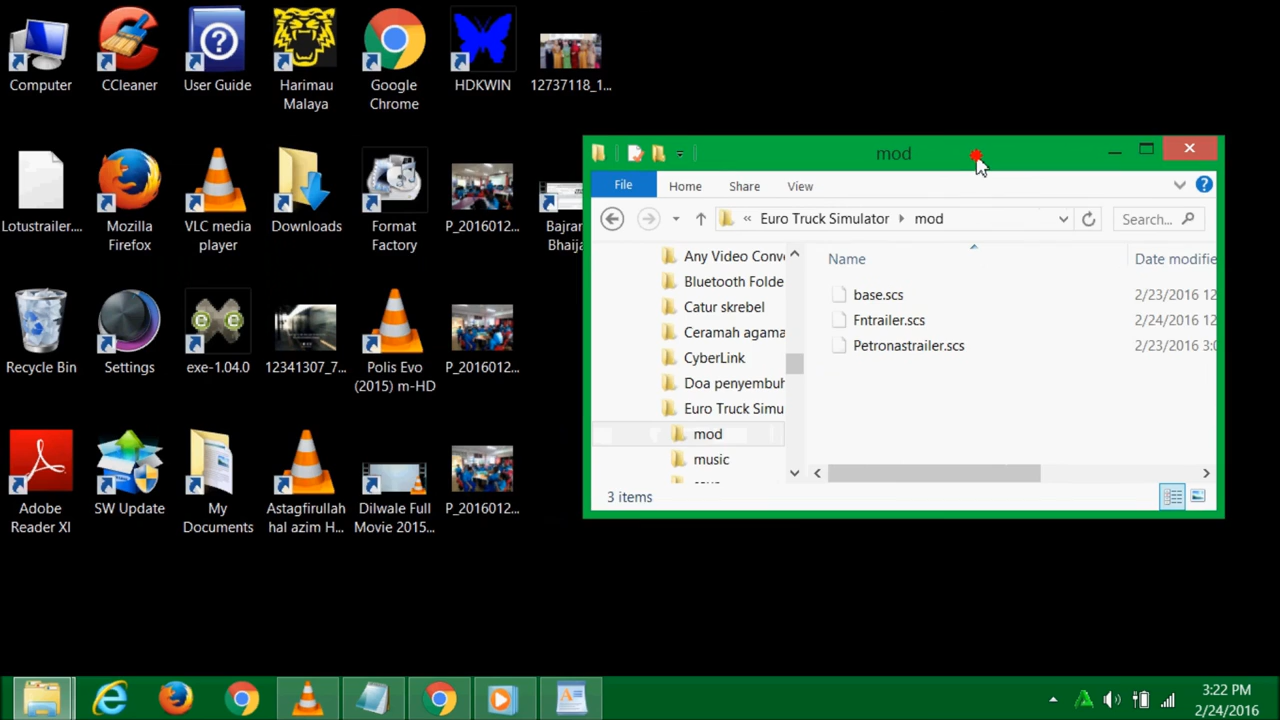 Computer
CCleaner
User Guide
Harimau
Malaya
Google
Chrome
HDKWIN
12737118_1...
Lotustrailer....
Mozilla
Firefox
VLC media
player
Downloads
Format
Factory
P_2016012...
Bajran
Bhaija
Recycle Bin
Settings
exe-1.04.0
12341307_7...
Polis Evo
(2015) m-HD
P_2016012...
Adobe
Reader XI
SW Update
My
Documents
Astagfirullah
hal azim H...
Dilwale Full
Movie 2015...
P_2016012...
mod
File
Home
Share
View
Euro Truck Simulator
mod
Search...
Any Video Conv
Bluetooth Folde
Catur skrebel
Ceramah agama
CyberLink
Doa penyembuh
Euro Truck Simu
mod
music
Name
Date modifie
base.scs
2/23/2016 12
Fntrailer.scs
2/24/2016 12
Petronastrailer.scs
2/23/2016 3:0
3 items
3:22 PM
2/24/2016